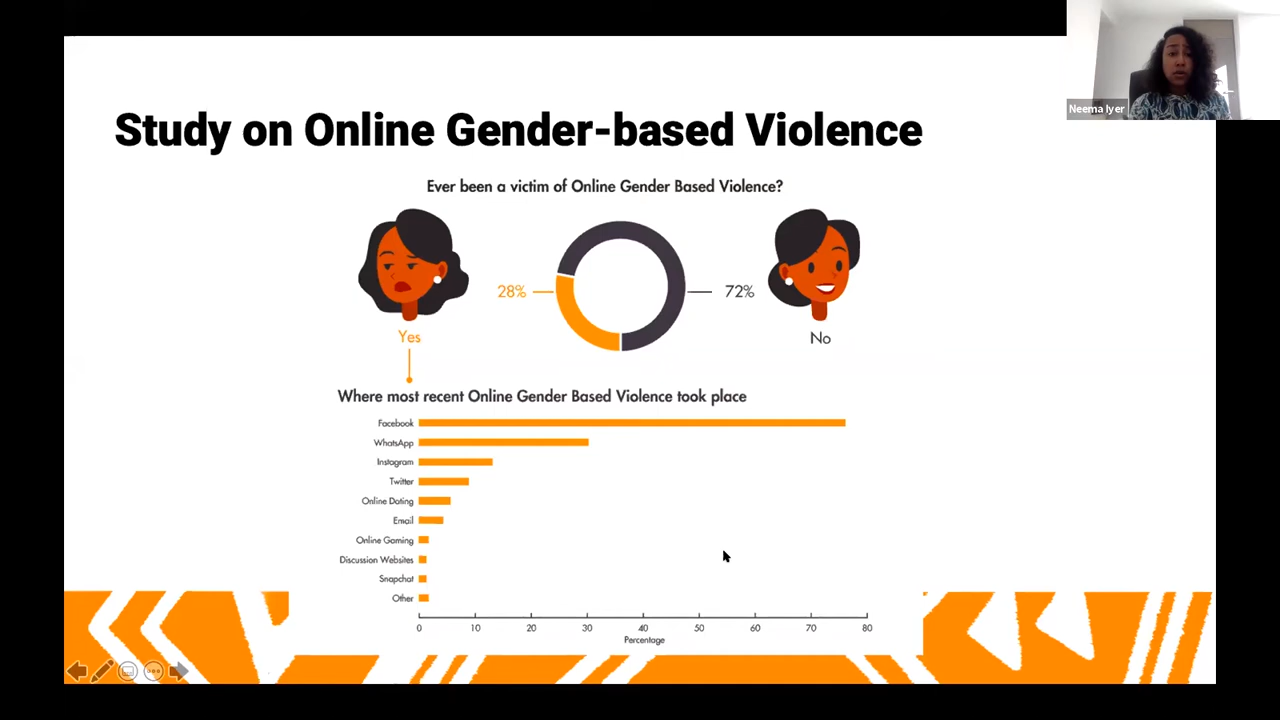 Neema Iyer
Study on Online Gender-based Violence
Ever been a victim of Online Gender Based Violence?
28%
72%
Yes
No
Where most recent Online Gender Based Violence took place
Facebook
WhatsApp
Instagram
Twitter
Online Dating
Email
Online Gaming
Discussion Websites
Snapchat
Other
0 10 20 30 40 50 60 70 80
Percentage